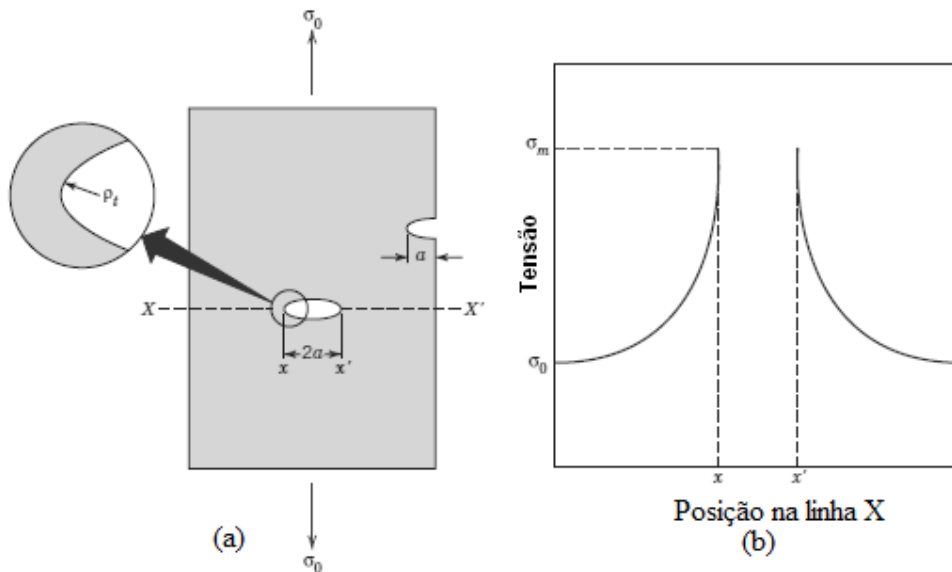 σ₀
ρₜ
a
X
X′
2a
x
x′
σ₀
(a)
σₘ
Tensão
σ₀
x
x′
Posição na linha X
(b)